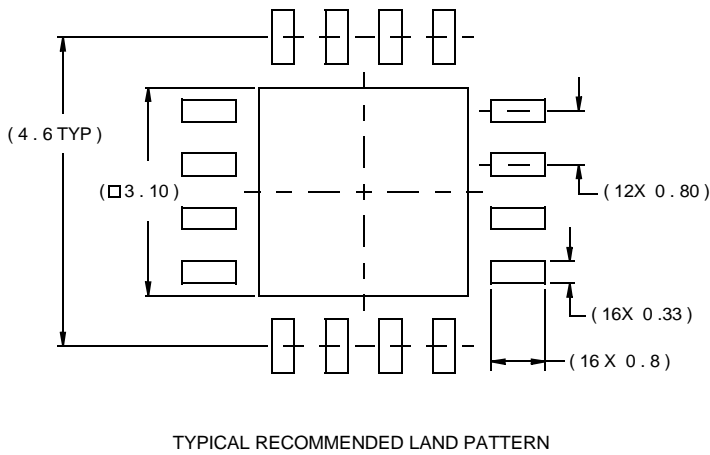 ( 4 . 6 TYP )
( □ 3 . 10 )
( 12X 0 . 80 )
( 16X 0 .33 )
( 16 X 0 . 8 )
TYPICAL RECOMMENDED LAND PATTERN